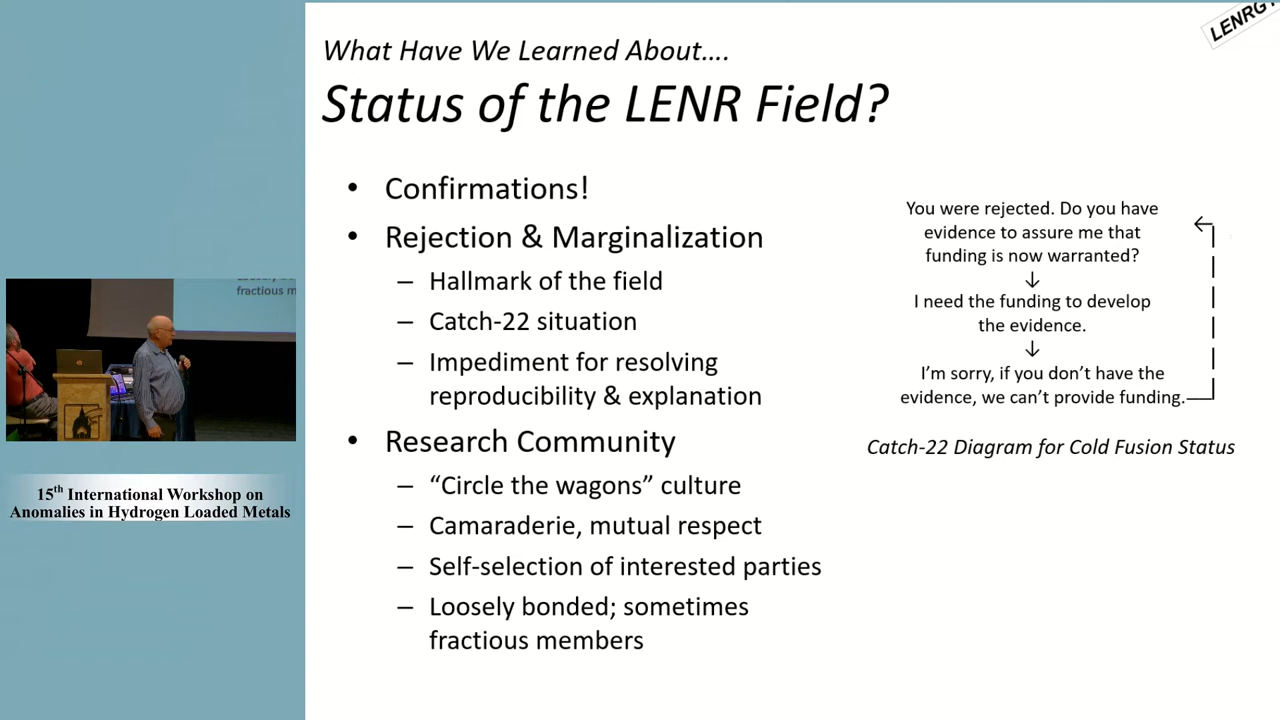 LENRG
What Have We Learned About....
Status of the LENR Field?
• Confirmations!
• Rejection & Marginalization
– Hallmark of the field
– Catch-22 situation
– Impediment for resolving
reproducibility & explanation
• Research Community
– “Circle the wagons” culture
– Camaraderie, mutual respect
– Self-selection of interested parties
– Loosely bonded; sometimes
fractious members
You were rejected. Do you have
evidence to assure me that
funding is now warranted?
I need the funding to develop
the evidence.
I’m sorry, if you don’t have the
evidence, we can’t provide funding.
Catch-22 Diagram for Cold Fusion Status
fractious m
15th International Workshop on
Anomalies in Hydrogen Loaded Metals